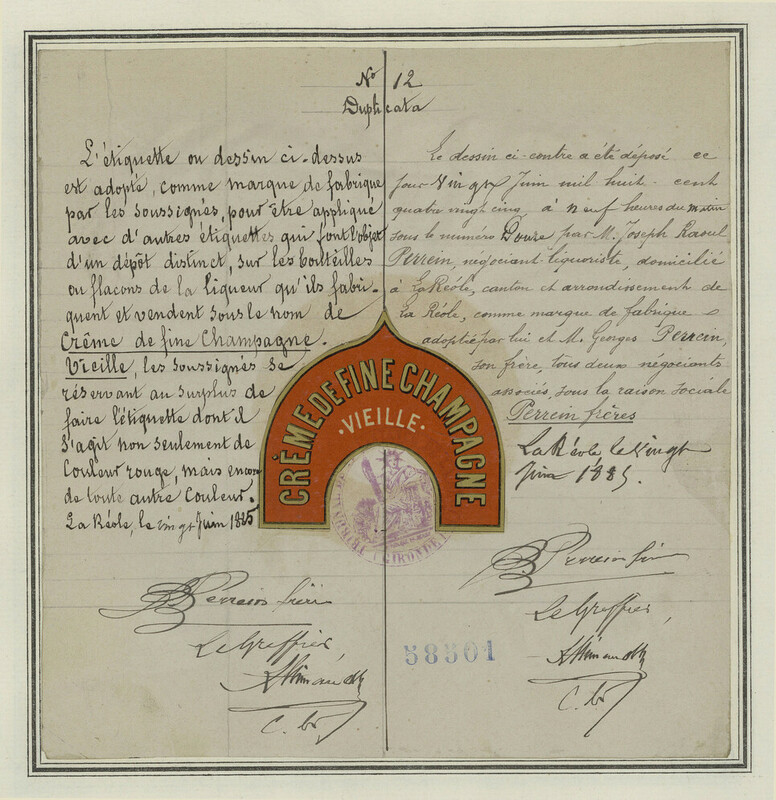 No 12
Duplicata
L'étiquette ou dessin ci-dessus
est adopté, comme marque de fabrique
par les soussignés, pour être appliqué
avec d'autres étiquettes qui font l'objet
d'un dépôt distinct, sur les bouteilles
ou flacons de la liqueur qu'ils fabri-
quent et vendent sous le nom de
Crême de fine Champagne.
Vieille, les soussignés se
réservant au surplus de
faire l'étiquette dont il
s'agit non seulement de
couleur rouge, mais encore
de toute autre couleur.
La Réole, le vingt Juin 1885
Perrein frères
Le Greffier,
Le dessin ci-contre a été déposé ce
jour vingt Juin mil huit-cent
quatre vingt cinq à neuf heures du matin
sous le numéro Douze par M. Joseph Raoul
Perrein, négociant-liquoriste, domicilié
à La Réole, canton et arrondissement de
La Réole, comme marque de fabrique
adoptée par lui et M. Georges Perrein,
son frère, tous deux négociants
associés, sous la raison sociale
Perrein frères
La Réole le vingt
Juin 1885.
Perrein frères
Le Greffier,
CRÈME DE FINE CHAMPAGNE
·VIEILLE·
GIRONDE
58501